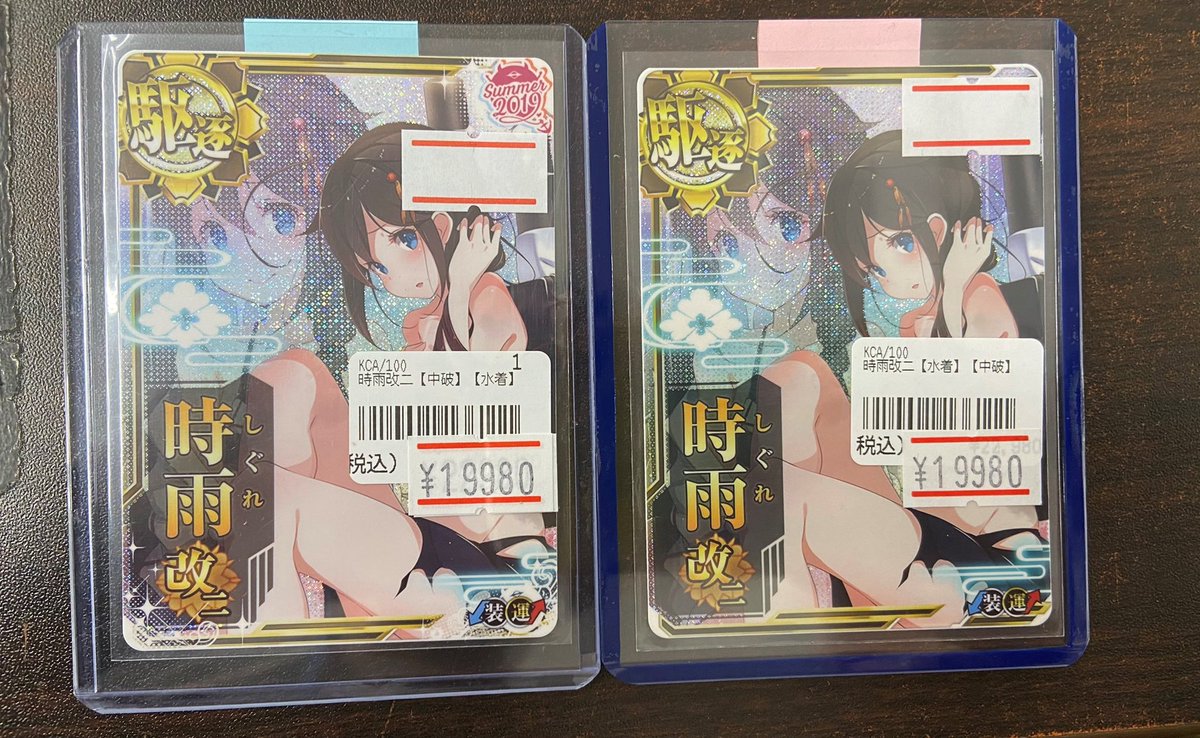 駆逐
Summer
2019
KCA/100 1
時雨改二【中破】【水着】
税込)
¥19980
時雨改二
しぐれ
装 運
駆逐
KCA/100
時雨改二【水着】【中破】
税込)
¥19980
時雨改二
しぐれ
装 運